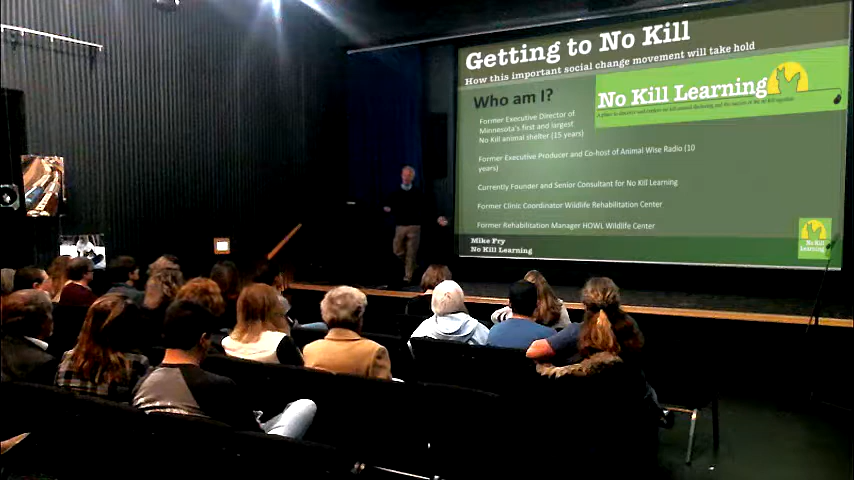 Getting to No Kill
How this important social change movement will take hold
Who am I?
No Kill Learning
Former Executive Director of
Minnesota's first and largest
No Kill animal shelter (15 years)
Former Executive Producer and Co-host of Animal Wise Radio (10
years)
Currently Founder and Senior Consultant for No Kill Learning
Former Clinic Coordinator Wildlife Rehabilitation Center
Former Rehabilitation Manager HOWL Wildlife Center
Mike Fry
No Kill Learning
No Kill
Learning